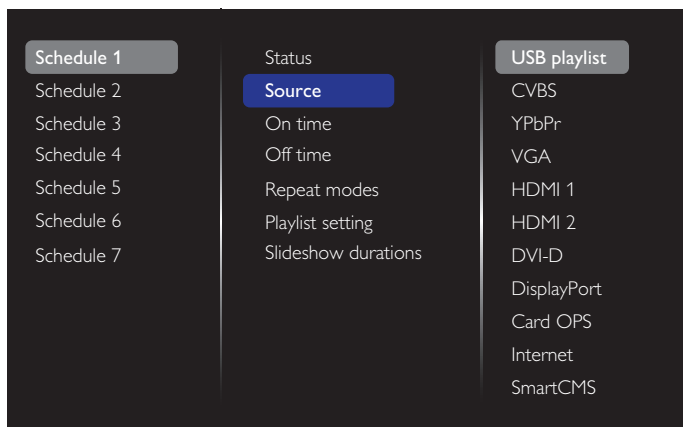 Schedule 1
Schedule 2
Schedule 3
Schedule 4
Schedule 5
Schedule 6
Schedule 7
Status
Source
On time
Off time
Repeat modes
Playlist setting
Slideshow durations
USB playlist
CVBS
YPbPr
VGA
HDMI 1
HDMI 2
DVI-D
DisplayPort
Card OPS
Internet
SmartCMS